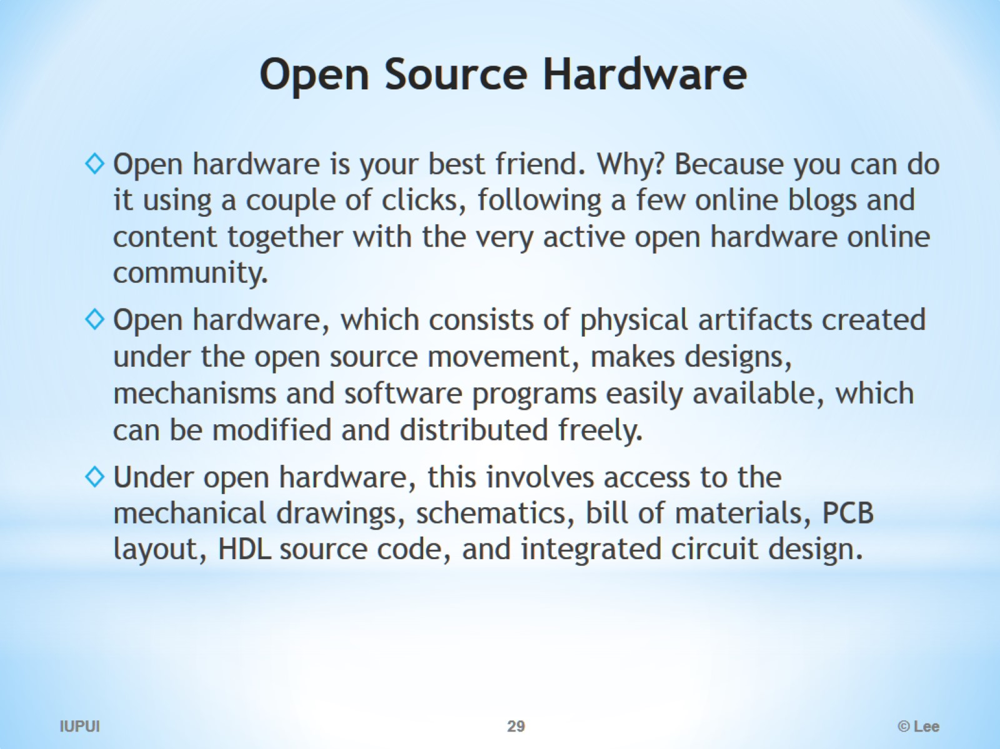 Open Source Hardware
◇ Open hardware is your best friend. Why? Because you can do
it using a couple of clicks, following a few online blogs and
content together with the very active open hardware online
community.
◇ Open hardware, which consists of physical artifacts created
under the open source movement, makes designs,
mechanisms and software programs easily available, which
can be modified and distributed freely.
◇ Under open hardware, this involves access to the
mechanical drawings, schematics, bill of materials, PCB
layout, HDL source code, and integrated circuit design.
IUPUI
29
© Lee